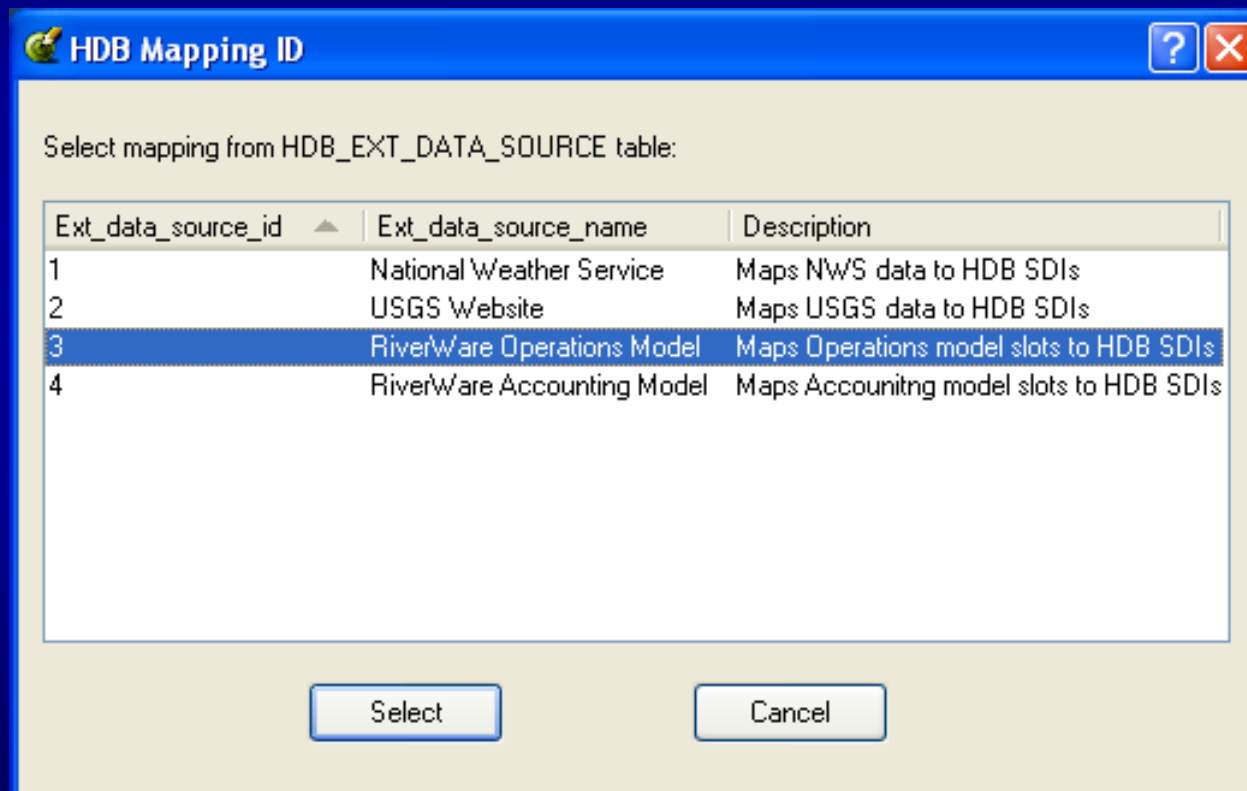 HDB Mapping ID
Select mapping from HDB_EXT_DATA_SOURCE table:
Ext_data_source_id Ext_data_source_name Description
1 National Weather Service Maps NWS data to HDB SDIs
2 USGS Website Maps USGS data to HDB SDIs
3 RiverWare Operations Model Maps Operations model slots to HDB SDIs
4 RiverWare Accounting Model Maps Accounitng model slots to HDB SDIs
Select Cancel